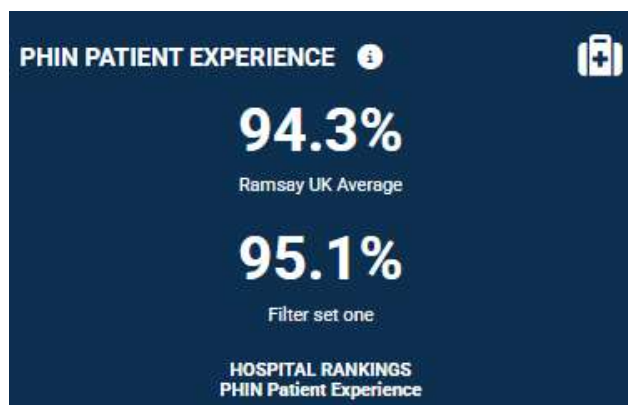 PHIN PATIENT EXPERIENCE i
94.3%
Ramsay UK Average
95.1%
Filter set one
HOSPITAL RANKINGS
PHIN Patient Experience